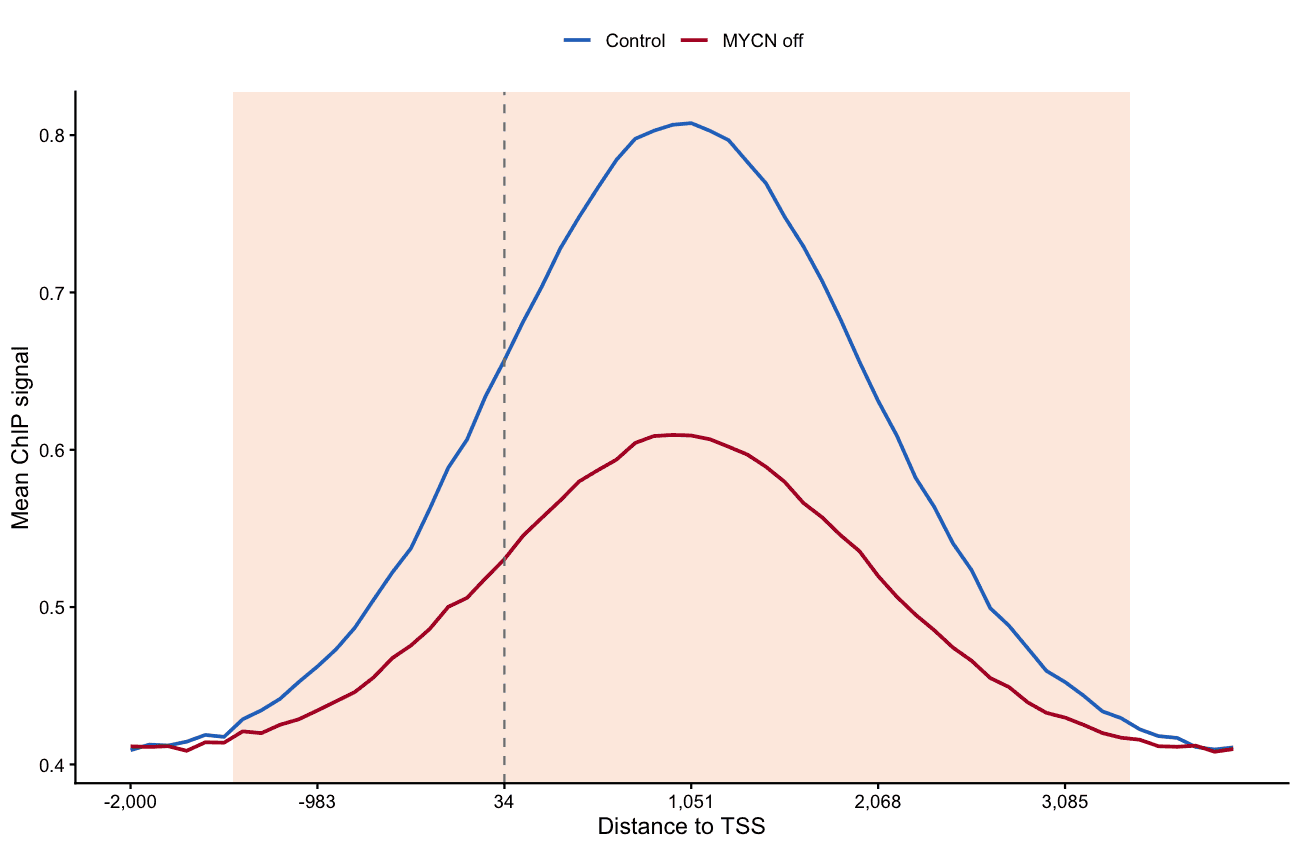 Control MYCN off
0.8
0.7
0.6
0.5
0.4
Mean ChIP signal
-2,000 -983 34 1,051 2,068 3,085
Distance to TSS